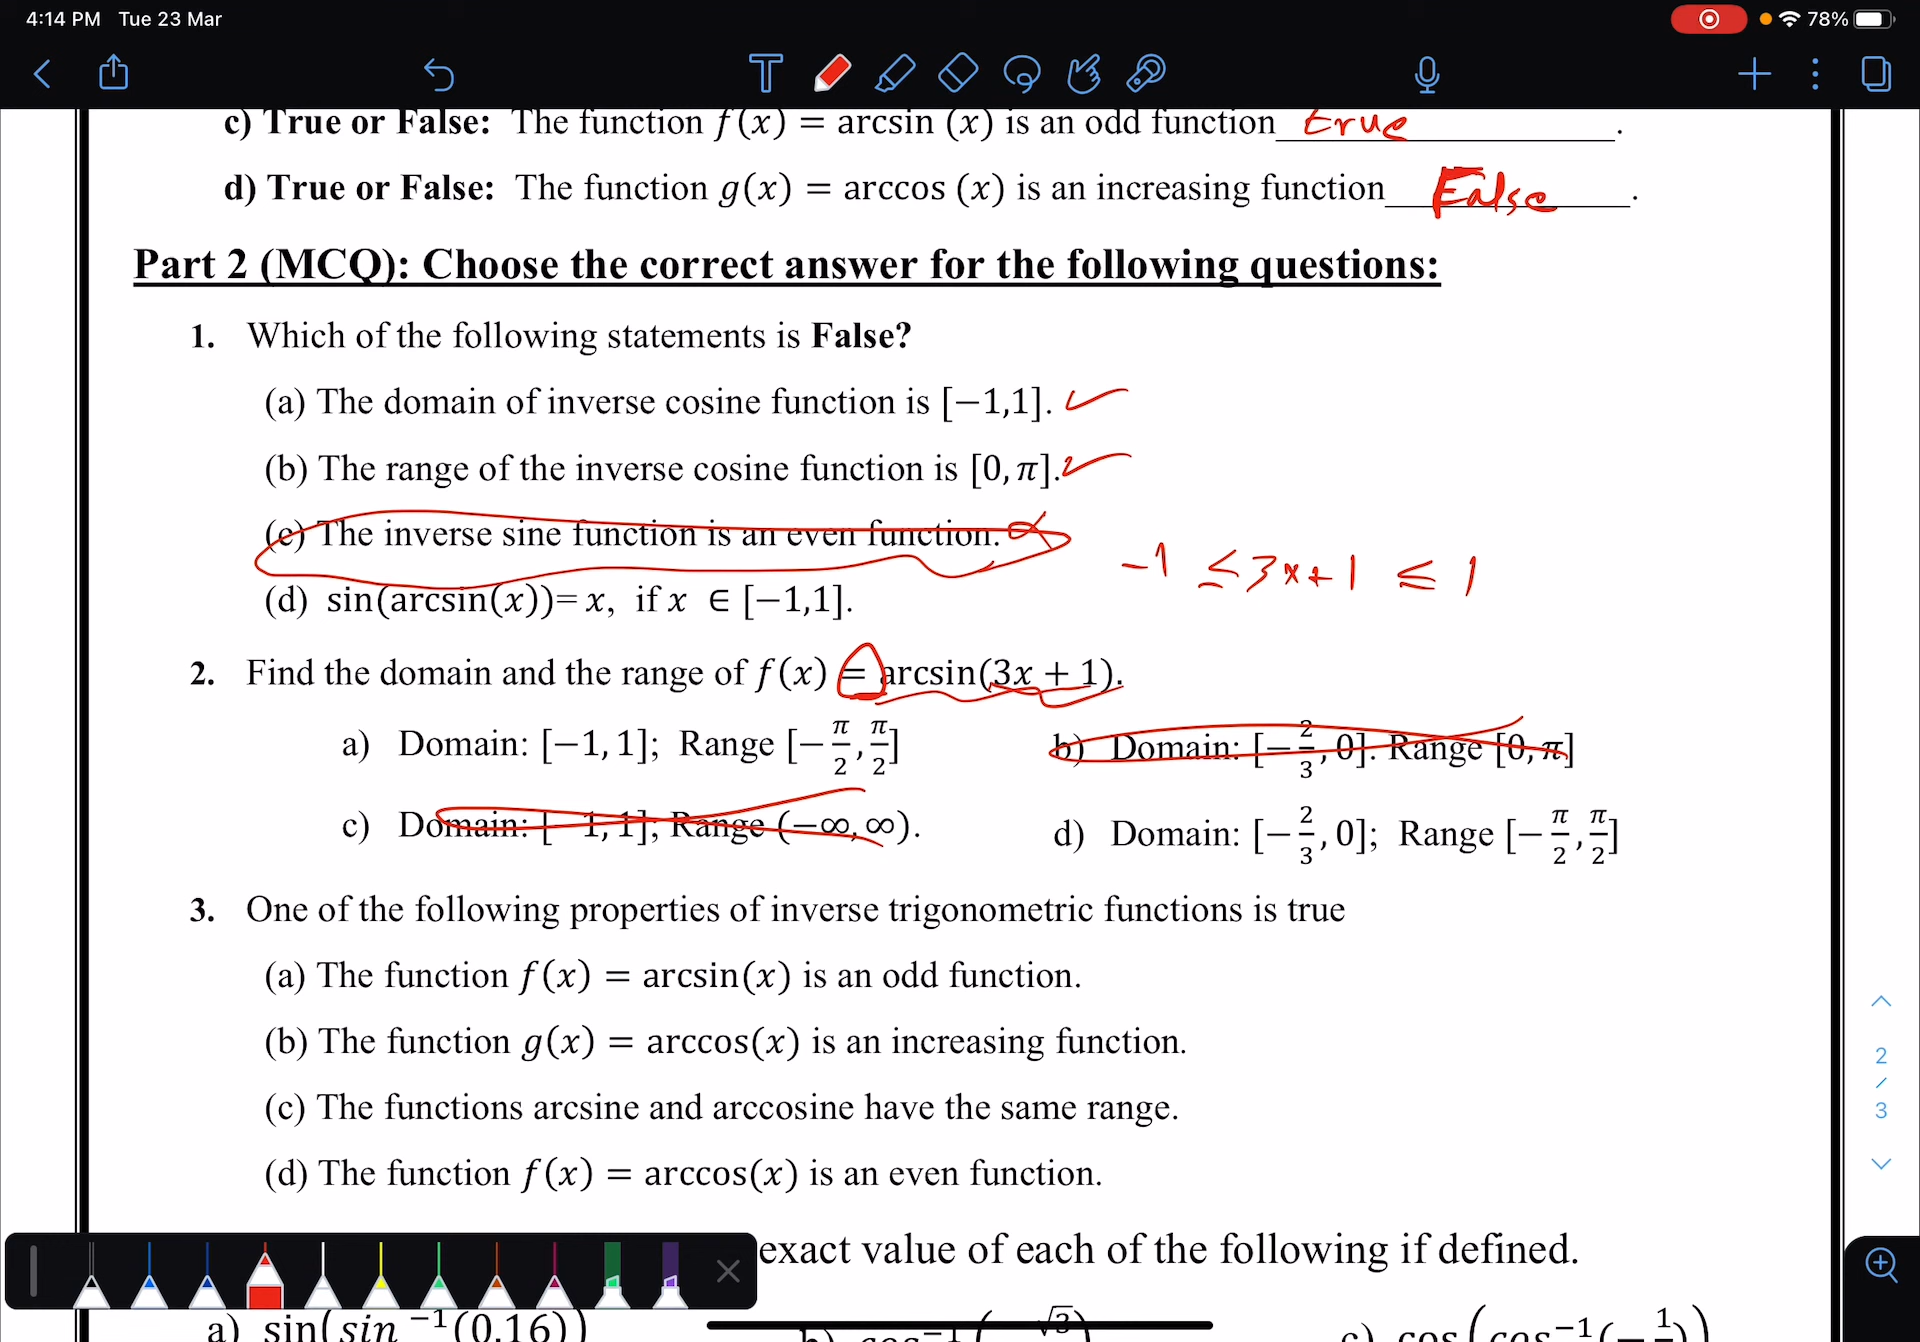 4:14 PM Tue 23 Mar
78%
c) True or False: The function f(x) = arcsin (x) is an odd function true.
d) True or False: The function g(x) = arccos (x) is an increasing function False.
Part 2 (MCQ): Choose the correct answer for the following questions:
1. Which of the following statements is False?
(a) The domain of inverse cosine function is [−1,1].
(b) The range of the inverse cosine function is [0, π].
(c) The inverse sine function is an even function.
-1 ≤ 3x+1 ≤ 1
(d) sin(arcsin(x))= x, if x ∈ [−1,1].
2. Find the domain and the range of f(x) = arcsin(3x + 1).
a) Domain: [−1, 1]; Range [−π/2, π/2]
b) Domain: [−2/3, 0]. Range [0, π]
c) Domain: [−1, 1]; Range (−∞, ∞).
d) Domain: [−2/3, 0]; Range [−π/2, π/2]
3. One of the following properties of inverse trigonometric functions is true
(a) The function f(x) = arcsin(x) is an odd function.
(b) The function g(x) = arccos(x) is an increasing function.
(c) The functions arcsine and arccosine have the same range.
(d) The function f(x) = arccos(x) is an even function.
2 / 3
exact value of each of the following if defined.
a) sin(sin⁻¹(0.16))